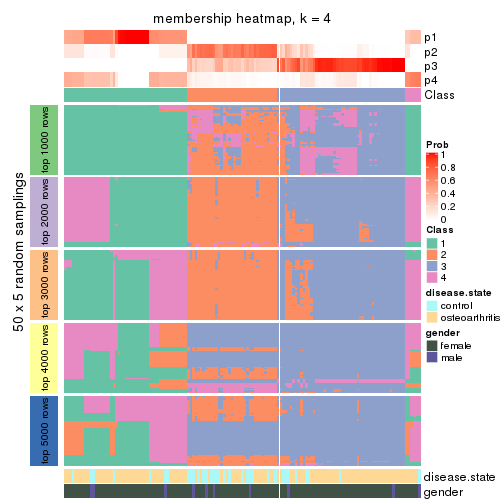 membership heatmap, k = 4
p1
p2
p3
p4
Class
50 x 5 random samplings
top 1000 rows
top 2000 rows
top 3000 rows
top 4000 rows
top 5000 rows
Prob
1
0.8
0.6
0.4
0.2
0
Class
1
2
3
4
disease.state
control
osteoarthritis
gender
female
male
disease.state
gender